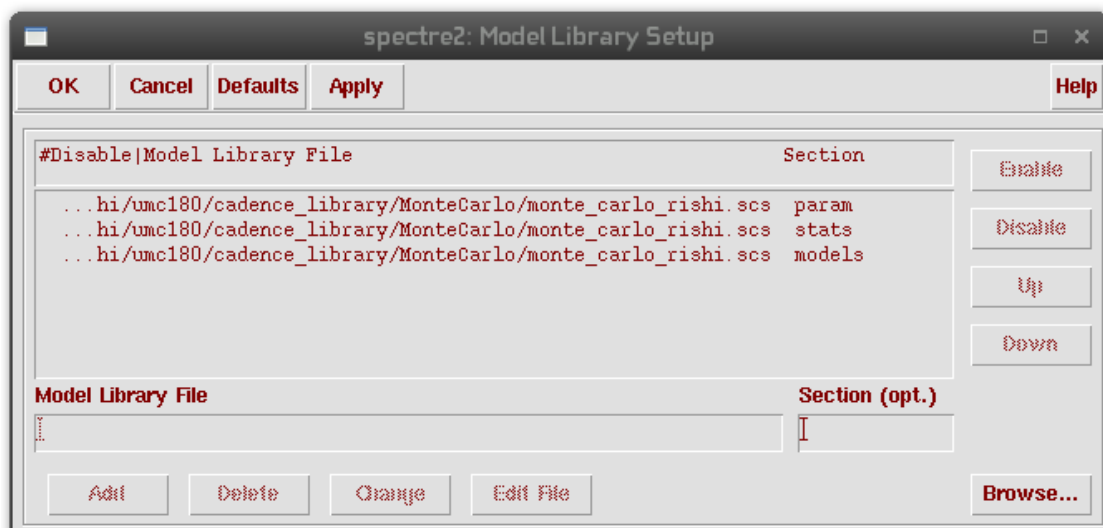 spectre2: Model Library Setup
OK Cancel Defaults Apply Help
#Disable|Model Library File Section
...hi/umc180/cadence_library/MonteCarlo/monte_carlo_rishi.scs param
...hi/umc180/cadence_library/MonteCarlo/monte_carlo_rishi.scs stats
...hi/umc180/cadence_library/MonteCarlo/monte_carlo_rishi.scs models
Enable
Disable
Up
Down
Model Library File Section (opt.)
Add Delete Change Edit File Browse...